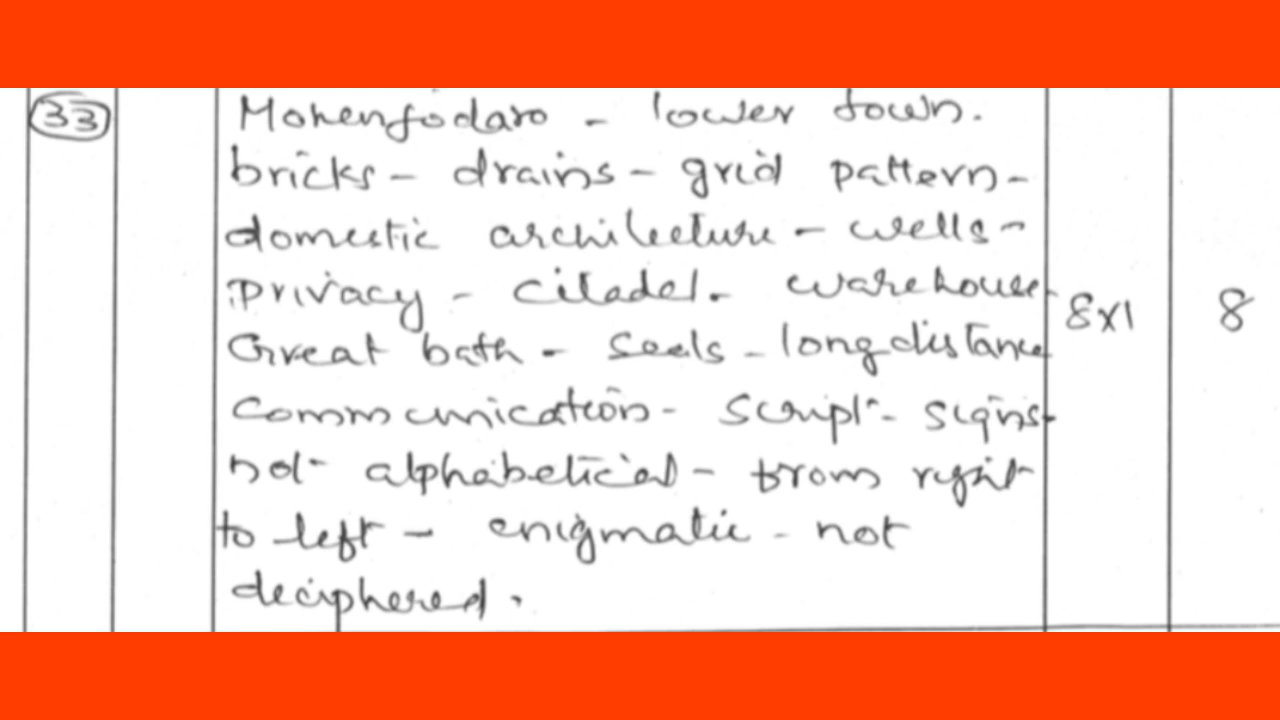 33 Mohenjodaro - lower town.
bricks - drains - grid pattern -
domestic architecture - wells -
privacy - citadel - warehouse -
Great bath - Seals - long distance 8x1 8
Communication - Script - signs -
not alphabetical - from right
to left - enigmatic - not
deciphered.